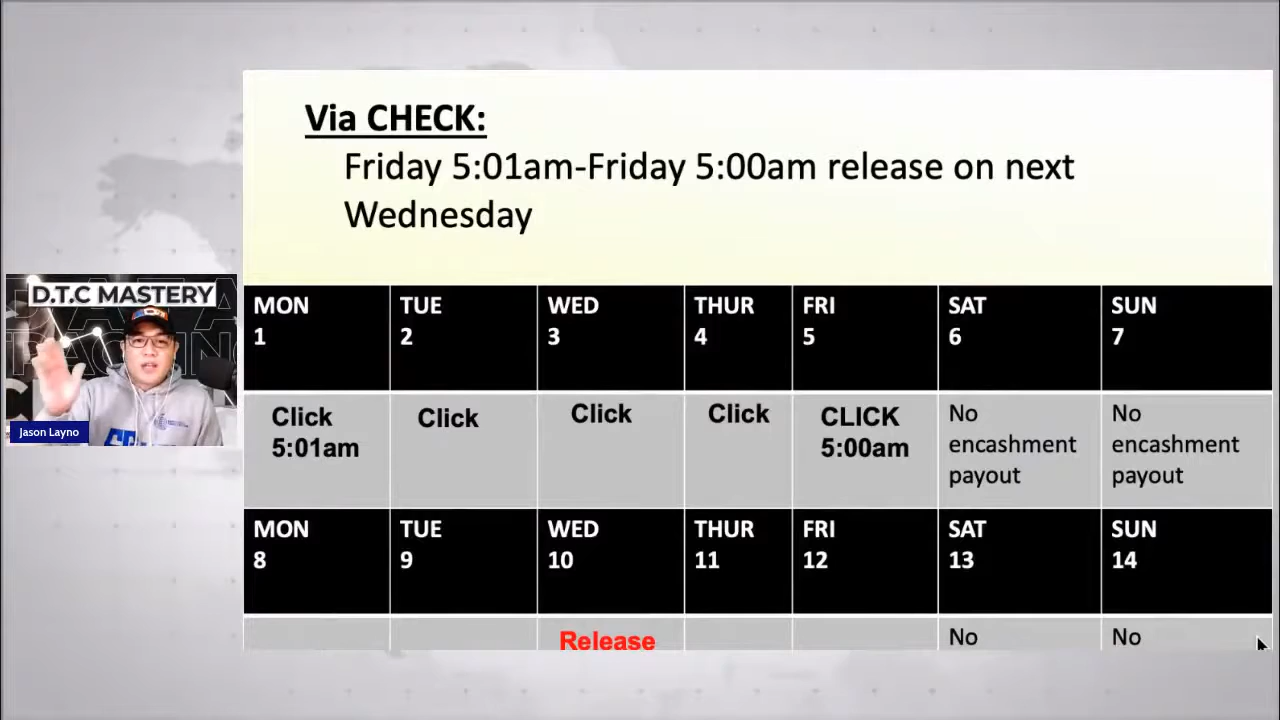 Via CHECK:
Friday 5:01am-Friday 5:00am release on next
Wednesday
D.T.C MASTERY
Jason Layno
MON TUE WED THUR FRI SAT SUN
1 2 3 4 5 6 7
Click Click Click Click CLICK No No
5:01am 5:00am encashment encashment
payout payout
MON TUE WED THUR FRI SAT SUN
8 9 10 11 12 13 14
Release No No